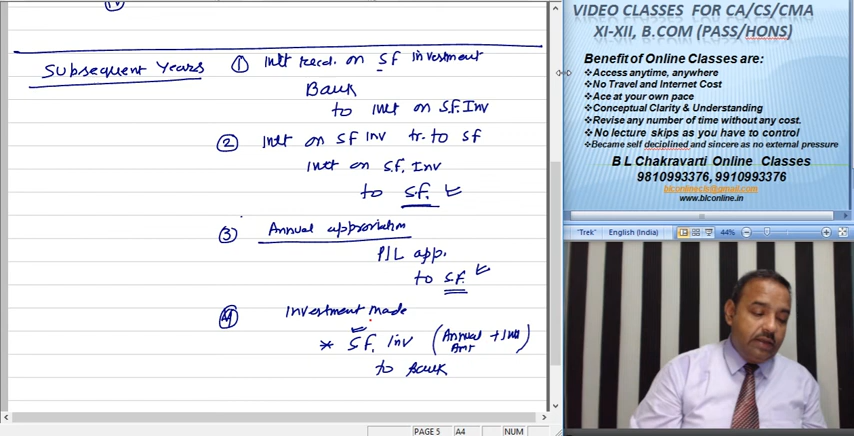 Subsequent Years
① Intt Recd. on SF investment
Bank
to Intt on S.F. Inv
② Intt on SF Inv tr. to SF
Intt on S.F. Inv
to S.F.
③ Annual appropriation
P/L app.
to S.F.
④ Investment made
* S.F. Inv (Annual Amt + Intt)
to Bank
PAGE 5 A4 NUM
VIDEO CLASSES FOR CA/CS/CMA
XI-XII, B.COM (PASS/HONS)
Benefit of Online Classes are:
•Access anytime, anywhere
•No Travel and Internet Cost
•Ace at your own pace
•Conceptual Clarity & Understanding
•Revise any number of time without any cost.
•No lecture skips as you have to control
•Became self deciplined and sincere as no external pressure
B L Chakravarti Online Classes
9810993376, 9910993376
blconlinecls@gmail.com
www.blconline.in
"Trek" English (India) 44%